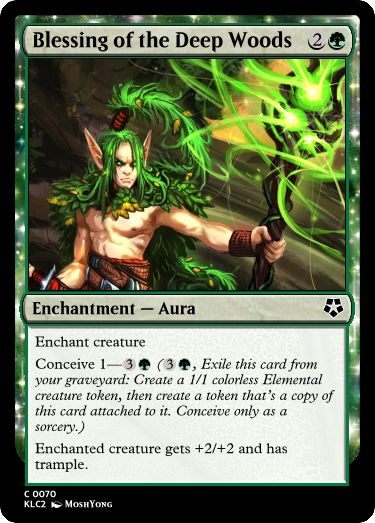 Blessing of the Deep Woods 2
Enchantment — Aura
Enchant creature
Conceive 1—3 (3, Exile this card from
your graveyard: Create a 1/1 colorless Elemental
creature token, then create a token that's a copy of
this card attached to it. Conceive only as a
sorcery.)
Enchanted creature gets +2/+2 and has
trample.
C 0070
KLC2 MoshYong